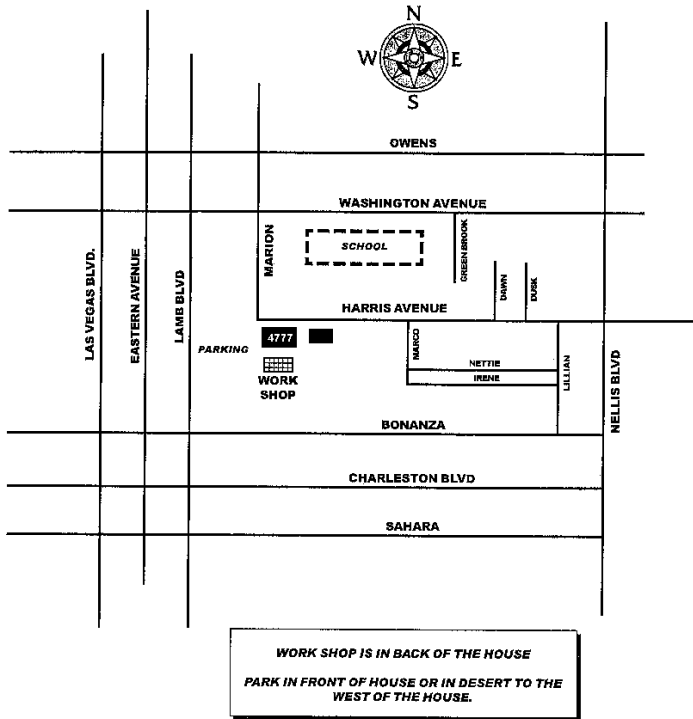 N
W E
S
OWENS
WASHINGTON AVENUE
MARION
SCHOOL
GREEN BROOK
LAS VEGAS BLVD.
EASTERN AVENUE
LAMB BLVD
DAWN
DUSK
HARRIS AVENUE
PARKING
4777
MARCO
NETTIE
IRENE
LILLIAN
NELLIS BLVD
WORK
SHOP
BONANZA
CHARLESTON BLVD
SAHARA
WORK SHOP IS IN BACK OF THE HOUSE
PARK IN FRONT OF HOUSE OR IN DESERT TO THE
WEST OF THE HOUSE.